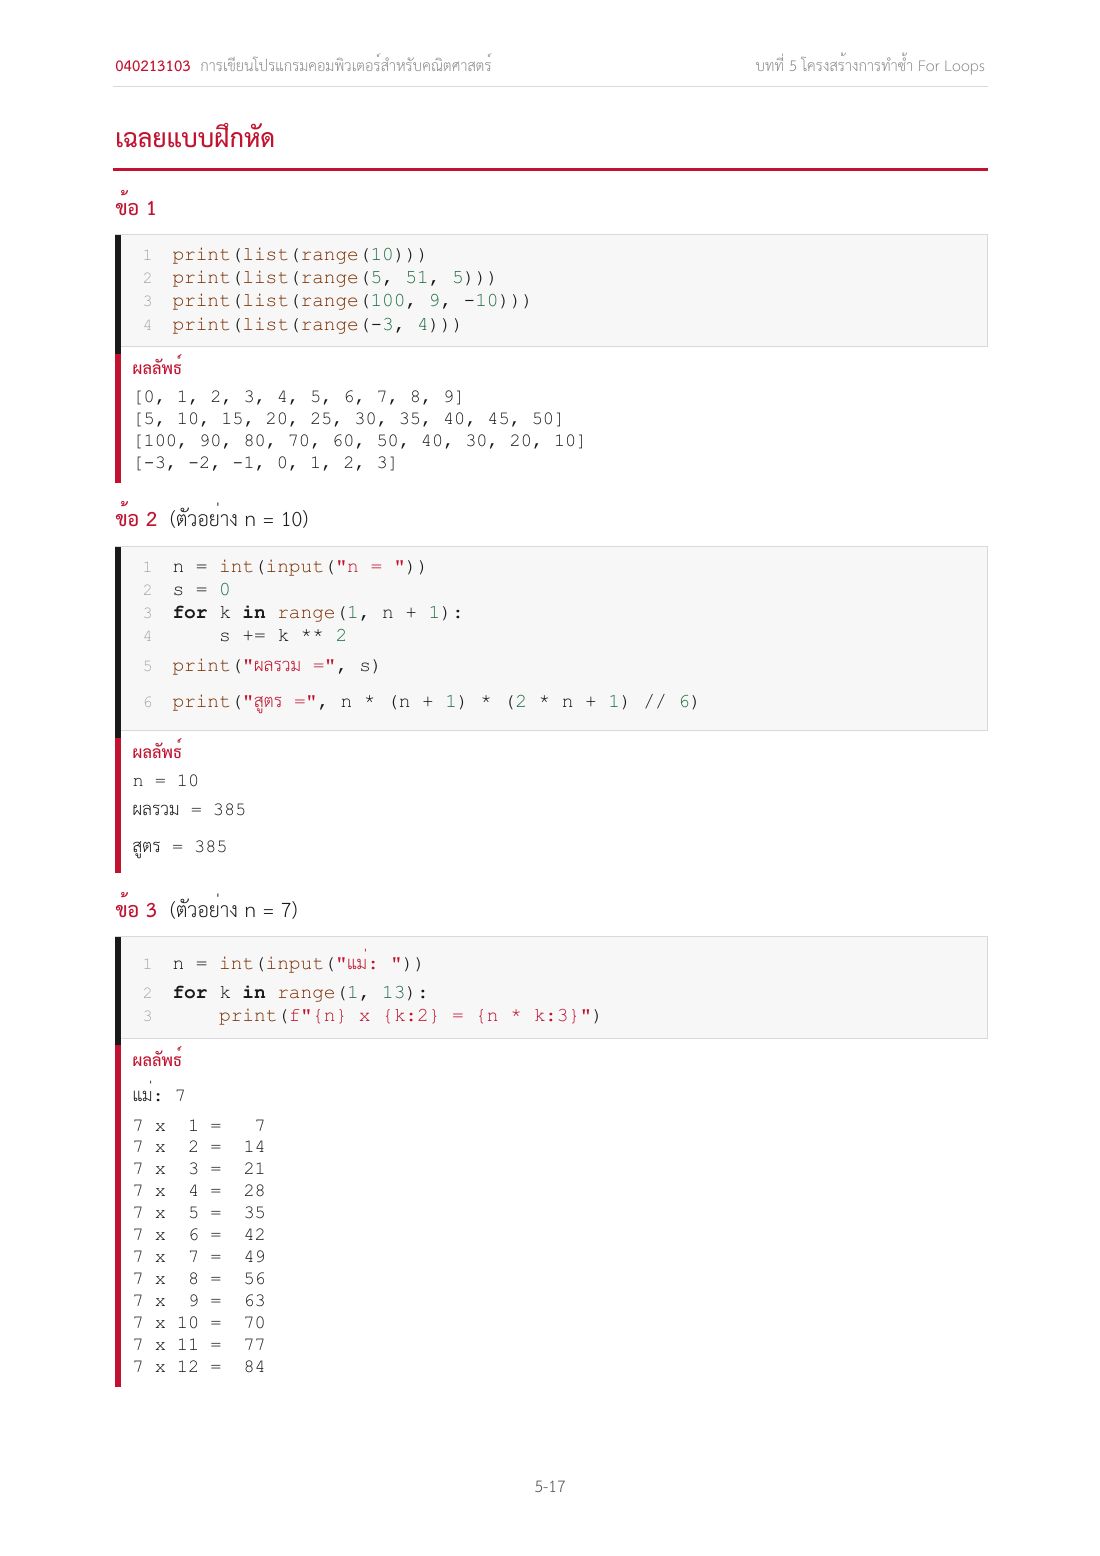 040213103 การเขียนโปรแกรมคอมพิวเตอร์สำหรับคณิตศาสตร์ บทที่ 5 โครงสร้างการทำซ้ำ For Loops
เฉลยแบบฝึกหัด
ข้อ 1
1 print(list(range(10)))
2 print(list(range(5, 51, 5)))
3 print(list(range(100, 9, -10)))
4 print(list(range(-3, 4)))
ผลลัพธ์
[0, 1, 2, 3, 4, 5, 6, 7, 8, 9]
[5, 10, 15, 20, 25, 30, 35, 40, 45, 50]
[100, 90, 80, 70, 60, 50, 40, 30, 20, 10]
[-3, -2, -1, 0, 1, 2, 3]
ข้อ 2 (ตัวอย่าง n = 10)
1 n = int(input("n = "))
2 s = 0
3 for k in range(1, n + 1):
4     s += k ** 2
5 print("ผลรวม =", s)
6 print("สูตร =", n * (n + 1) * (2 * n + 1) // 6)
ผลลัพธ์
n = 10
ผลรวม = 385
สูตร = 385
ข้อ 3 (ตัวอย่าง n = 7)
1 n = int(input("แม่: "))
2 for k in range(1, 13):
3     print(f"{n} x {k:2} = {n * k:3}")
ผลลัพธ์
แม่: 7
7 x  1 =   7
7 x  2 =  14
7 x  3 =  21
7 x  4 =  28
7 x  5 =  35
7 x  6 =  42
7 x  7 =  49
7 x  8 =  56
7 x  9 =  63
7 x 10 =  70
7 x 11 =  77
7 x 12 =  84
5-17